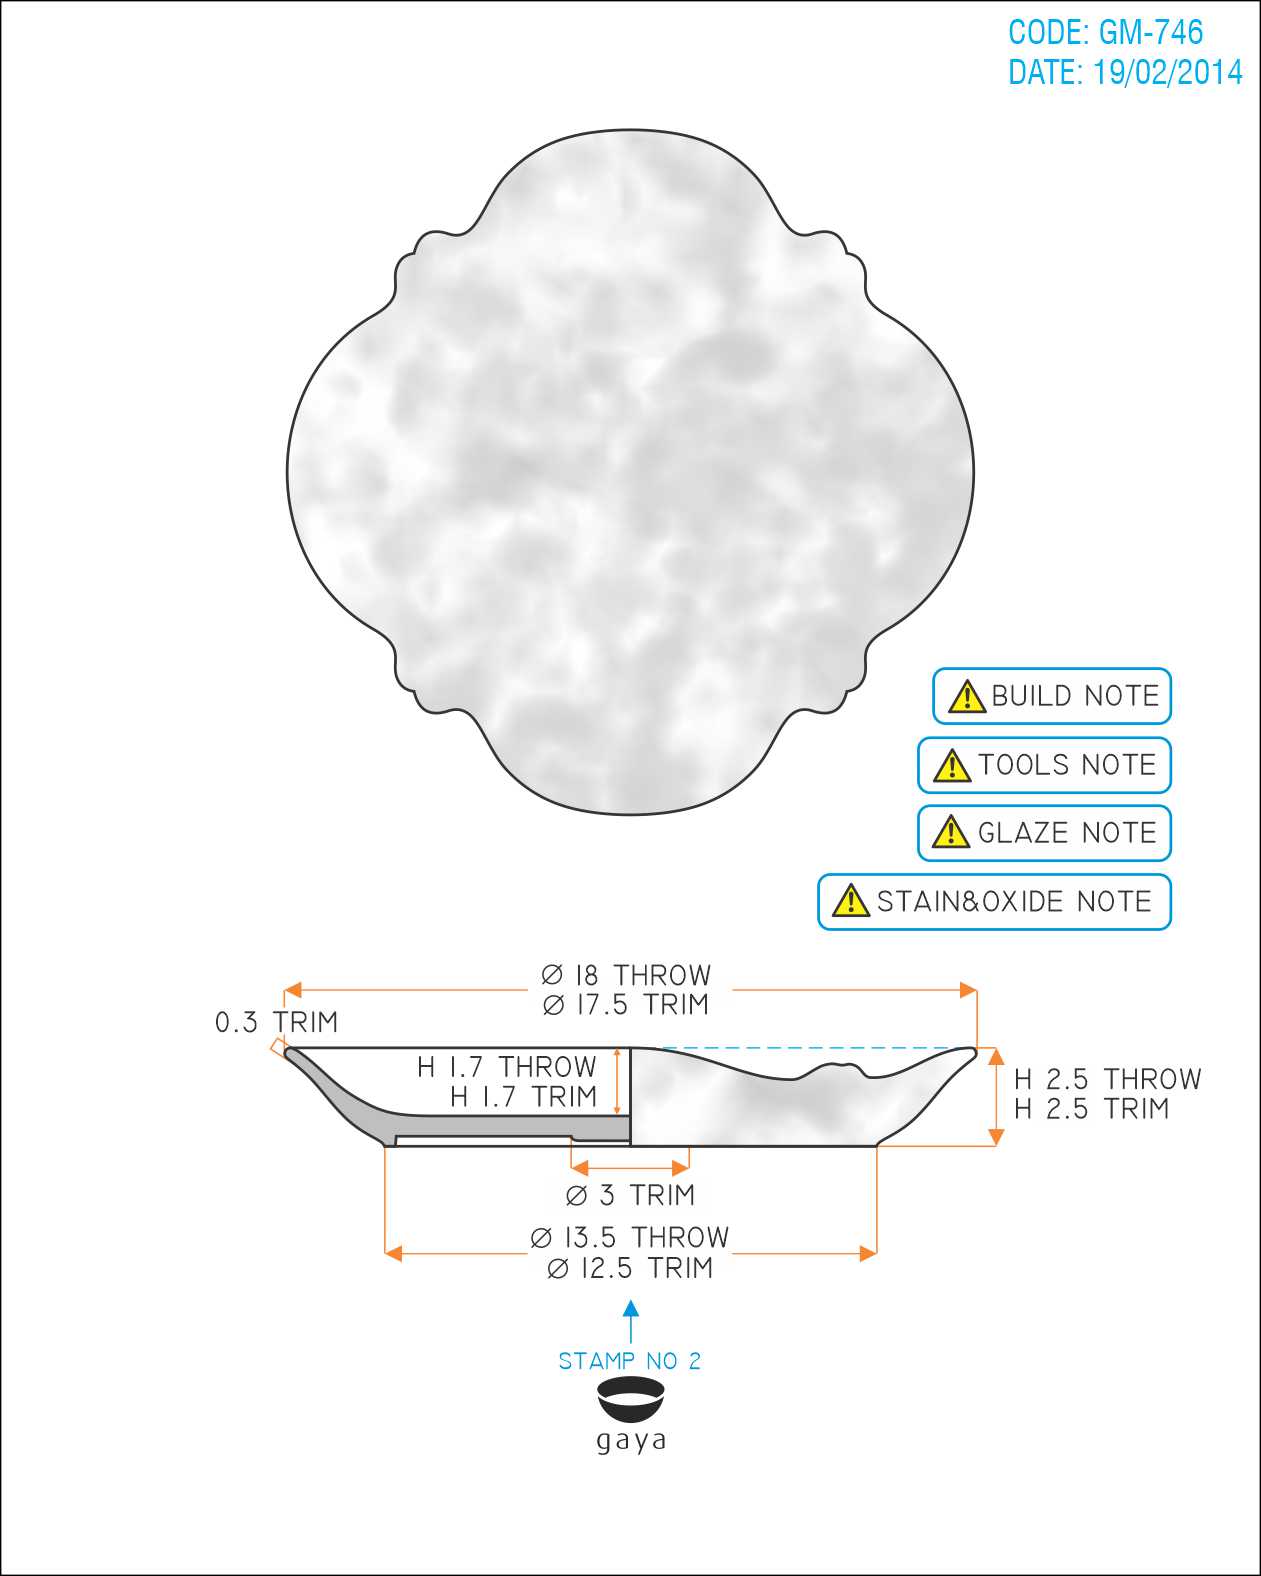 CODE: GM-746
DATE: 19/02/2014
BUILD NOTE
TOOLS NOTE
GLAZE NOTE
STAIN&OXIDE NOTE
Ø 18 THROW
Ø 17.5 TRIM
0.3 TRIM
H 1.7 THROW
H 1.7 TRIM
H 2.5 THROW
H 2.5 TRIM
Ø 3 TRIM
Ø 13.5 THROW
Ø 12.5 TRIM
STAMP NO 2
gaya